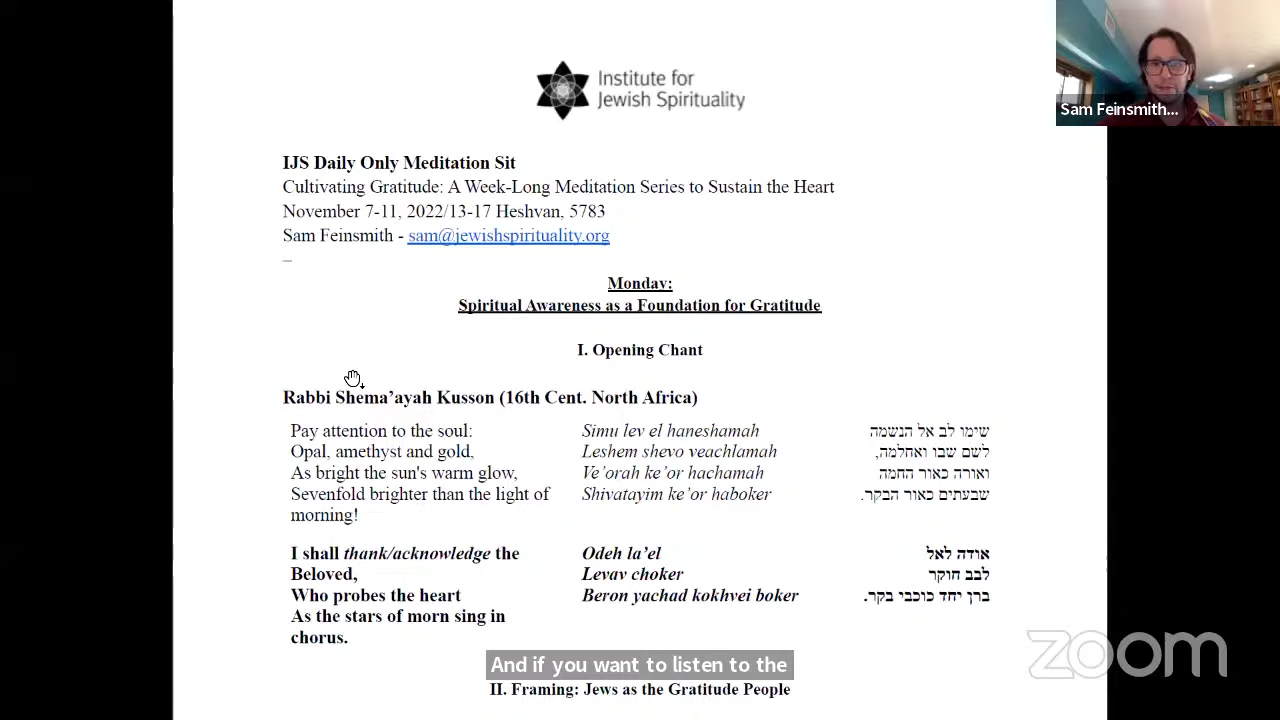 Institute for
Jewish Spirituality
Sam Feinsmith...
IJS Daily Only Meditation Sit
Cultivating Gratitude: A Week-Long Meditation Series to Sustain the Heart
November 7-11, 2022/13-17 Heshvan, 5783
Sam Feinsmith - sam@jewishspirituality.org
–
Monday:
Spiritual Awareness as a Foundation for Gratitude
I. Opening Chant
Rabbi Shema’ayah Kusson (16th Cent. North Africa)
Pay attention to the soul:
Opal, amethyst and gold,
As bright the sun's warm glow,
Sevenfold brighter than the light of
morning!
Simu lev el haneshamah
Leshem shevo veachlamah
Ve’orah ke’or hachamah
Shivatayim ke’or haboker
שימו לב אל הנשמה
לשם שבו ואחלמה,
ואורה כאור החמה
שבעתים כאור הבקר.
I shall thank/acknowledge the
Beloved,
Who probes the heart
As the stars of morn sing in
chorus.
Odeh la’el
Levav choker
Beron yachad kokhvei boker
אודה לאל
לבב חוקר
ברן יחד כוכבי בקר.
zoom
And if you want to listen to the
II. Framing: Jews as the Gratitude People